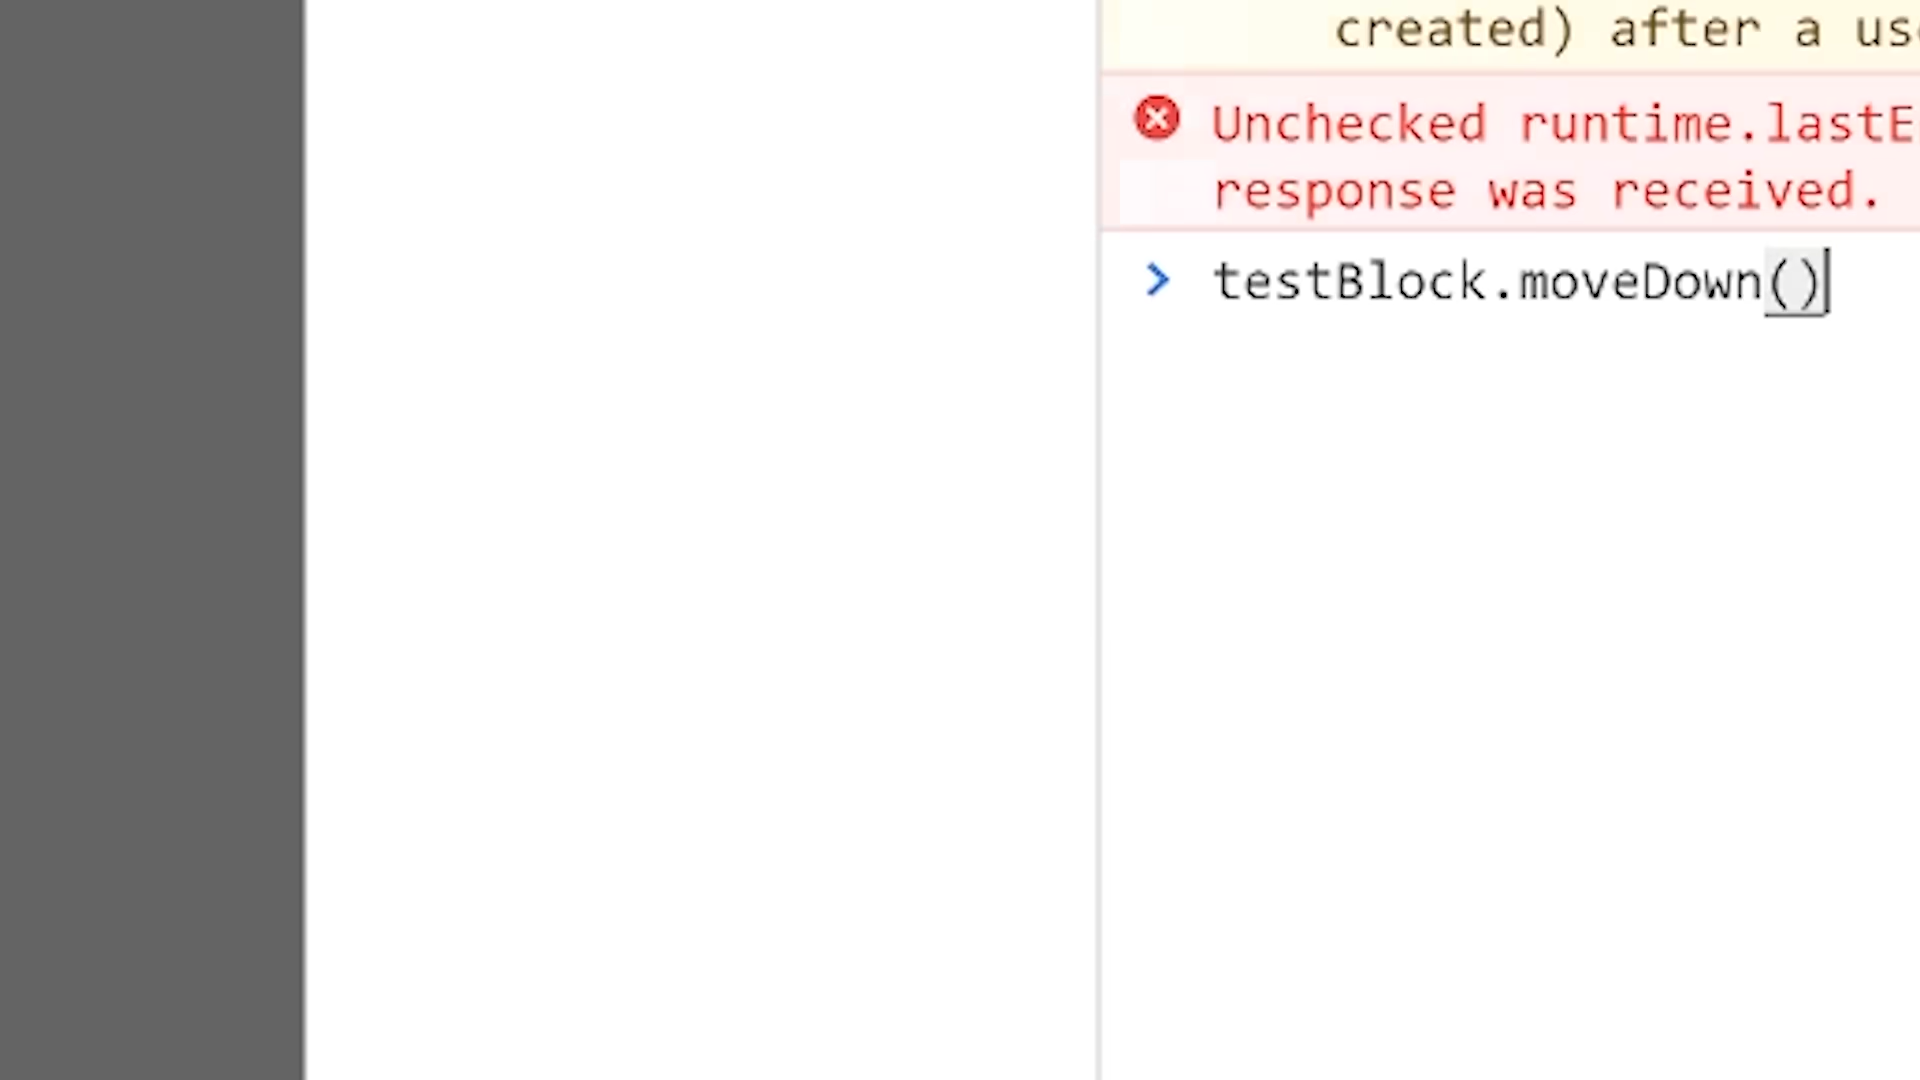 created) after a us
Unchecked runtime.lastE
response was received.
> testBlock.moveDown()